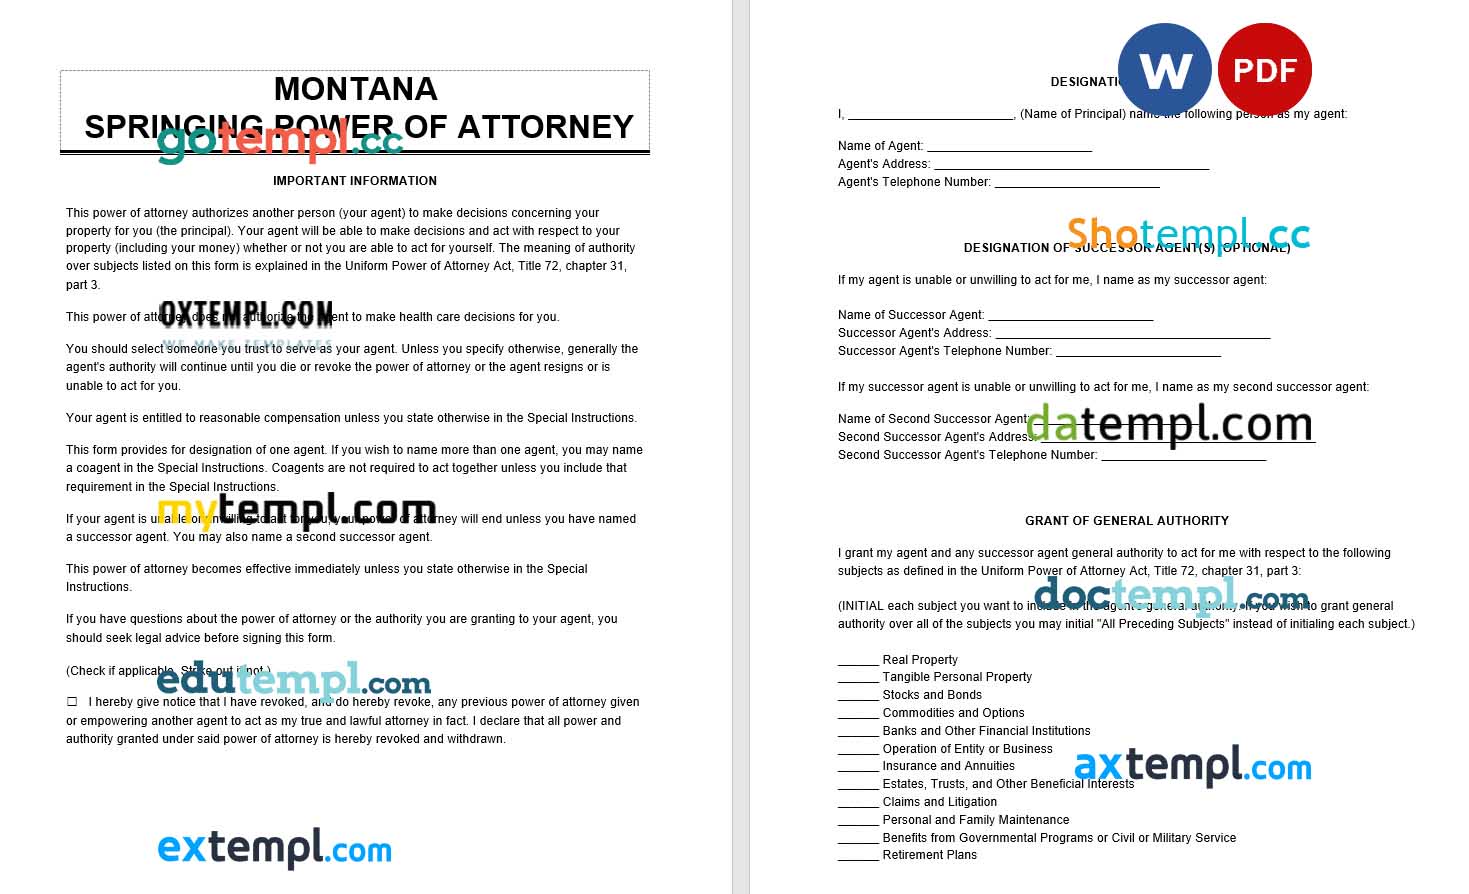 MONTANA
SPRINGING POWER OF ATTORNEY
gotempl.cc
IMPORTANT INFORMATION
This power of attorney authorizes another person (your agent) to make decisions concerning your
property for you (the principal). Your agent will be able to make decisions and act with respect to your
property (including your money) whether or not you are able to act for yourself. The meaning of authority
over subjects listed on this form is explained in the Uniform Power of Attorney Act, Title 72, chapter 31,
part 3.
OXTEMPL.COM
This power of attorney does not authorize the agent to make health care decisions for you.
WE MAKE TEMPLATES
You should select someone you trust to serve as your agent. Unless you specify otherwise, generally the
agent's authority will continue until you die or revoke the power of attorney or the agent resigns or is
unable to act for you.
Your agent is entitled to reasonable compensation unless you state otherwise in the Special Instructions.
This form provides for designation of one agent. If you wish to name more than one agent, you may name
a coagent in the Special Instructions. Coagents are not required to act together unless you include that
requirement in the Special Instructions.
mytempl.com
If your agent is unable or unwilling to act for you, your power of attorney will end unless you have named
a successor agent. You may also name a second successor agent.
This power of attorney becomes effective immediately unless you state otherwise in the Special
Instructions.
If you have questions about the power of attorney or the authority you are granting to your agent, you
should seek legal advice before signing this form.
(Check if applicable. Strike out if not.)
edutempl.com
☐ I hereby give notice that I have revoked, and do hereby revoke, any previous power of attorney given
or empowering another agent to act as my true and lawful attorney in fact. I declare that all power and
authority granted under said power of attorney is hereby revoked and withdrawn.
extempl.com
W PDF
I, _________________________, (Name of Principal) name the following person as my agent:
Name of Agent: _________________________
Agent's Address: __________________________________________
Agent's Telephone Number: _________________________
Shotempl.cc
DESIGNATION OF SUCCESSOR AGENT(S) (OPTIONAL)
If my agent is unable or unwilling to act for me, I name as my successor agent:
Name of Successor Agent: _________________________
Successor Agent's Address: __________________________________________
Successor Agent's Telephone Number: _________________________
If my successor agent is unable or unwilling to act for me, I name as my second successor agent:
Name of Second Successor Agent: _________________________
datempl.com
Second Successor Agent's Address: __________________________________________
Second Successor Agent's Telephone Number: _________________________
GRANT OF GENERAL AUTHORITY
I grant my agent and any successor agent general authority to act for me with respect to the following
subjects as defined in the Uniform Power of Attorney Act, Title 72, chapter 31, part 3:
doctempl.com
(INITIAL each subject you want to include in the agent's general authority. If you wish to grant general
authority over all of the subjects you may initial "All Preceding Subjects" instead of initialing each subject.)
______ Real Property
______ Tangible Personal Property
______ Stocks and Bonds
______ Commodities and Options
______ Banks and Other Financial Institutions
______ Operation of Entity or Business
______ Insurance and Annuities
axtempl.com
______ Estates, Trusts, and Other Beneficial Interests
______ Claims and Litigation
______ Personal and Family Maintenance
______ Benefits from Governmental Programs or Civil or Military Service
______ Retirement Plans